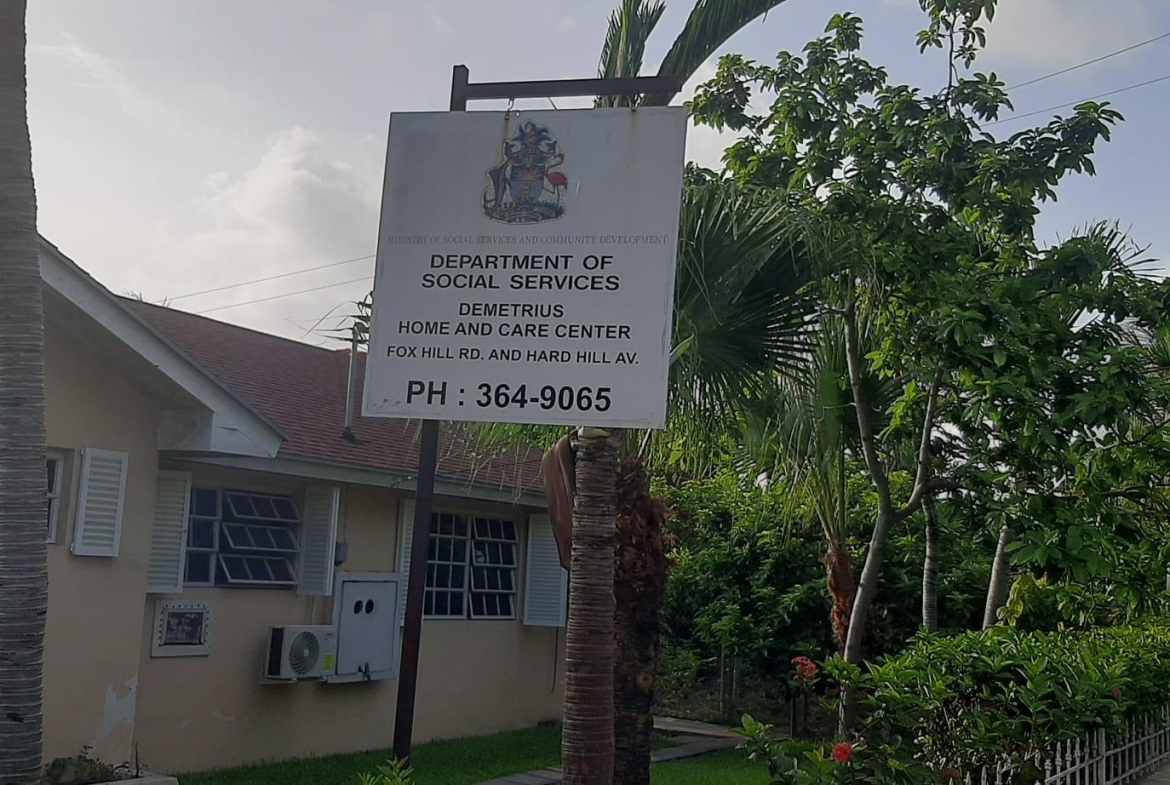 MINISTRY OF SOCIAL SERVICES AND COMMUNITY DEVELOPMENT
DEPARTMENT OF
SOCIAL SERVICES
DEMETRIUS
HOME AND CARE CENTER
FOX HILL RD. AND HARD HILL AV.
PH : 364-9065